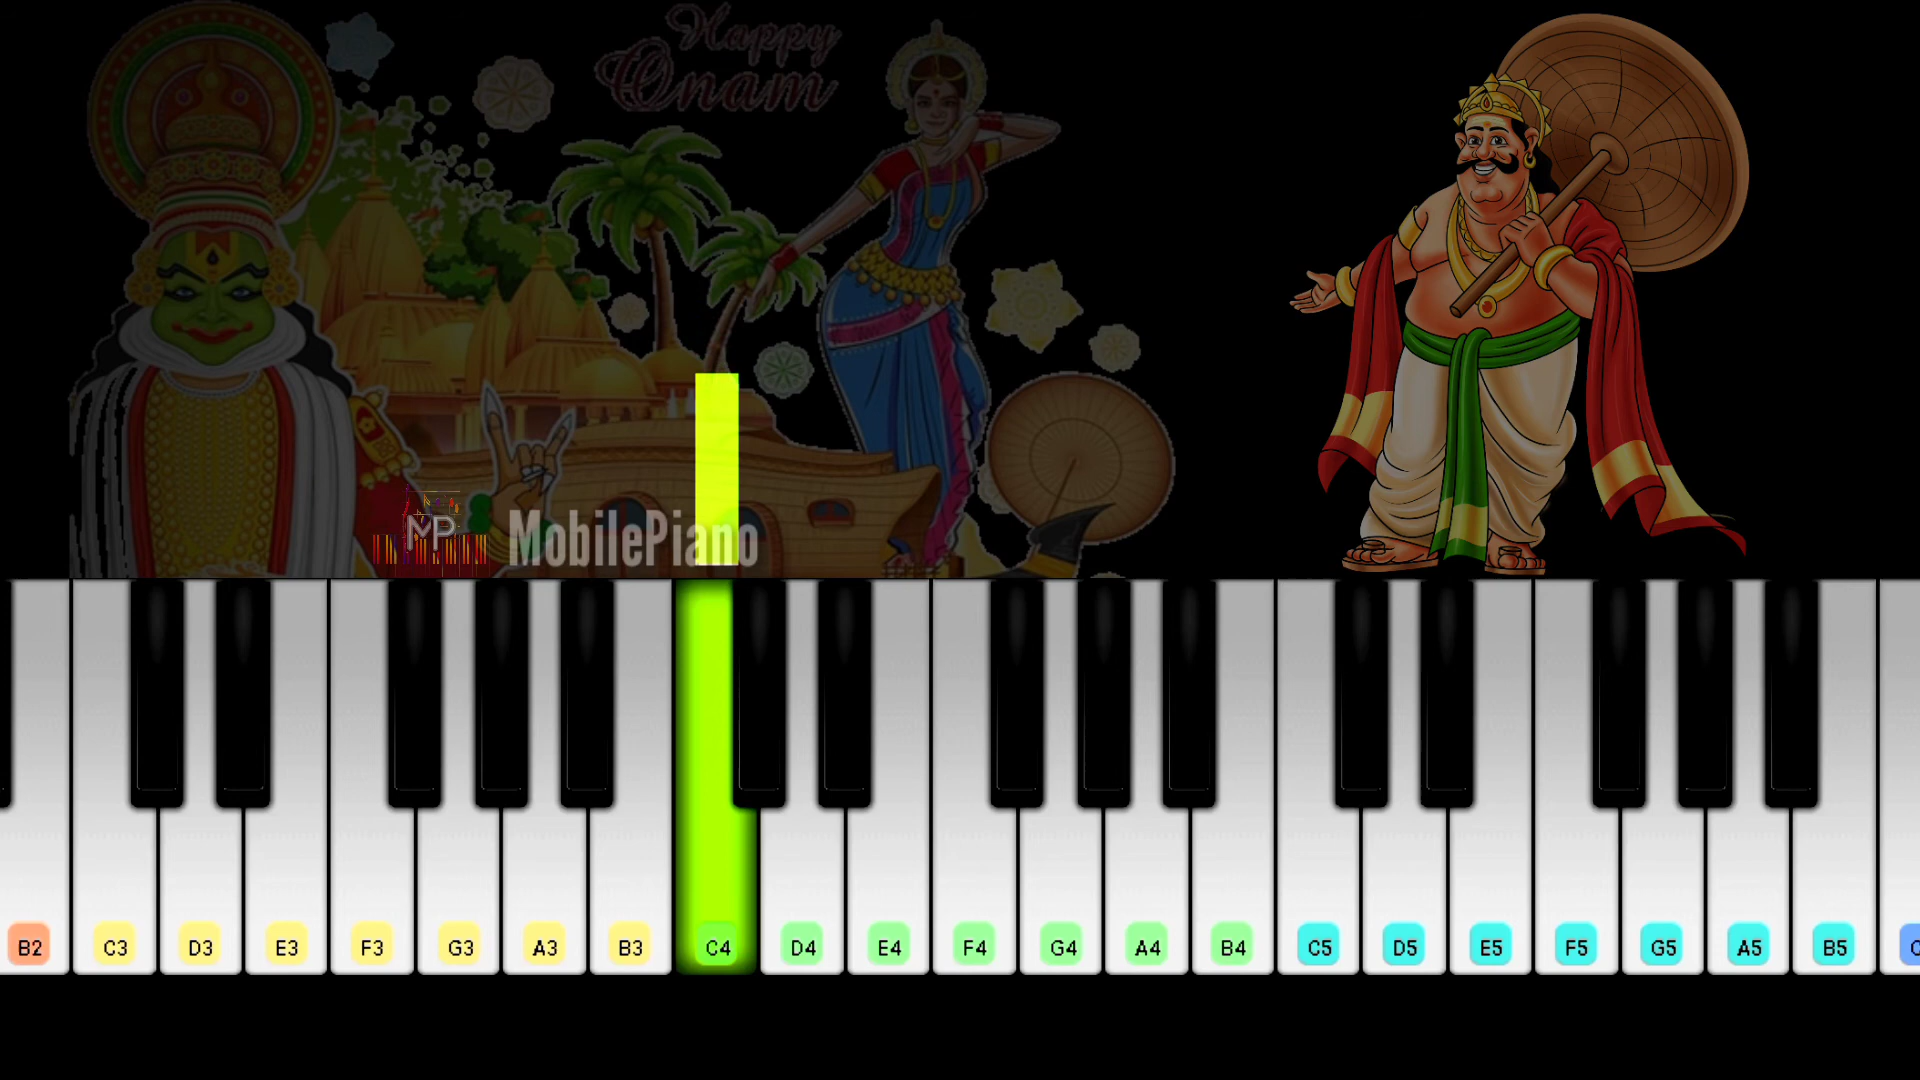 Happy
Onam
MP
MobilePiano
B2 C3 D3 E3 F3 G3 A3 B3 C4 D4 E4 F4 G4 A4 B4 C5 D5 E5 F5 G5 A5 B5 C